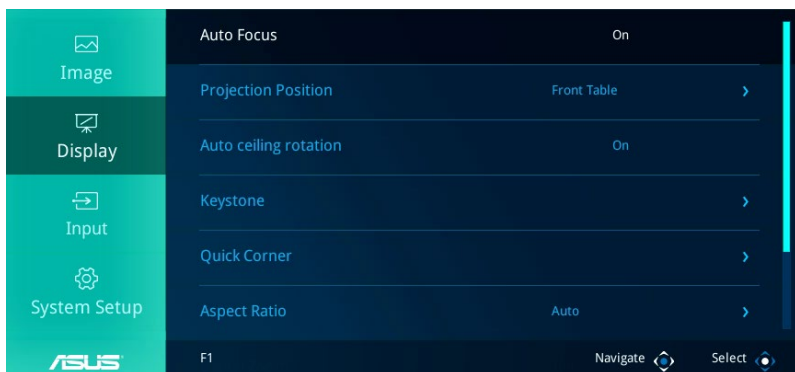 Image
Display
Input
System Setup
ASUS
Auto Focus On
Projection Position Front Table
Auto ceiling rotation On
Keystone
Quick Corner
Aspect Ratio Auto
F1 Navigate Select